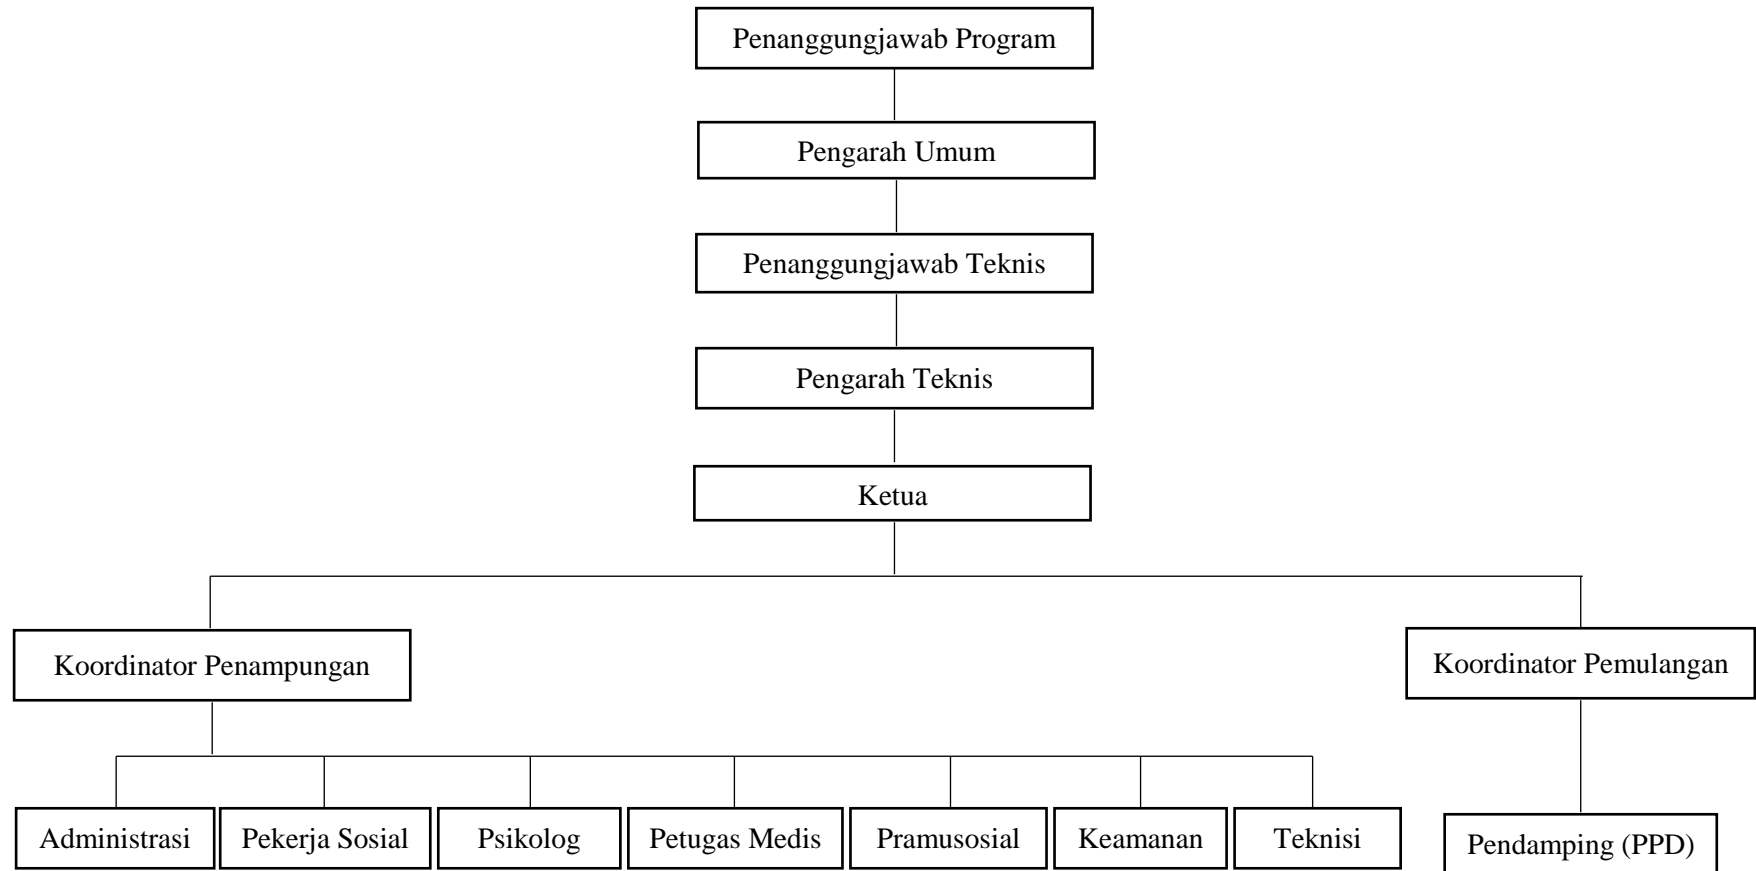 Penanggungjawab Program
Pengarah Umum
Penanggungjawab Teknis
Pengarah Teknis
Ketua
Koordinator Penampungan
Koordinator Pemulangan
Administrasi
Pekerja Sosial
Psikolog
Petugas Medis
Pramusosial
Keamanan
Teknisi
Pendamping (PPD)